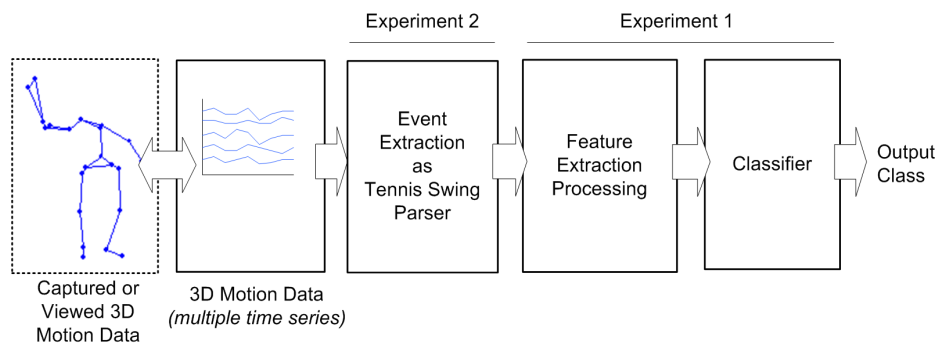 Experiment 2
Experiment 1
Event
Extraction
as
Tennis Swing
Parser
Feature
Extraction
Processing
Classifier
Output
Class
Captured or
Viewed 3D
Motion Data
3D Motion Data
(multiple time series)